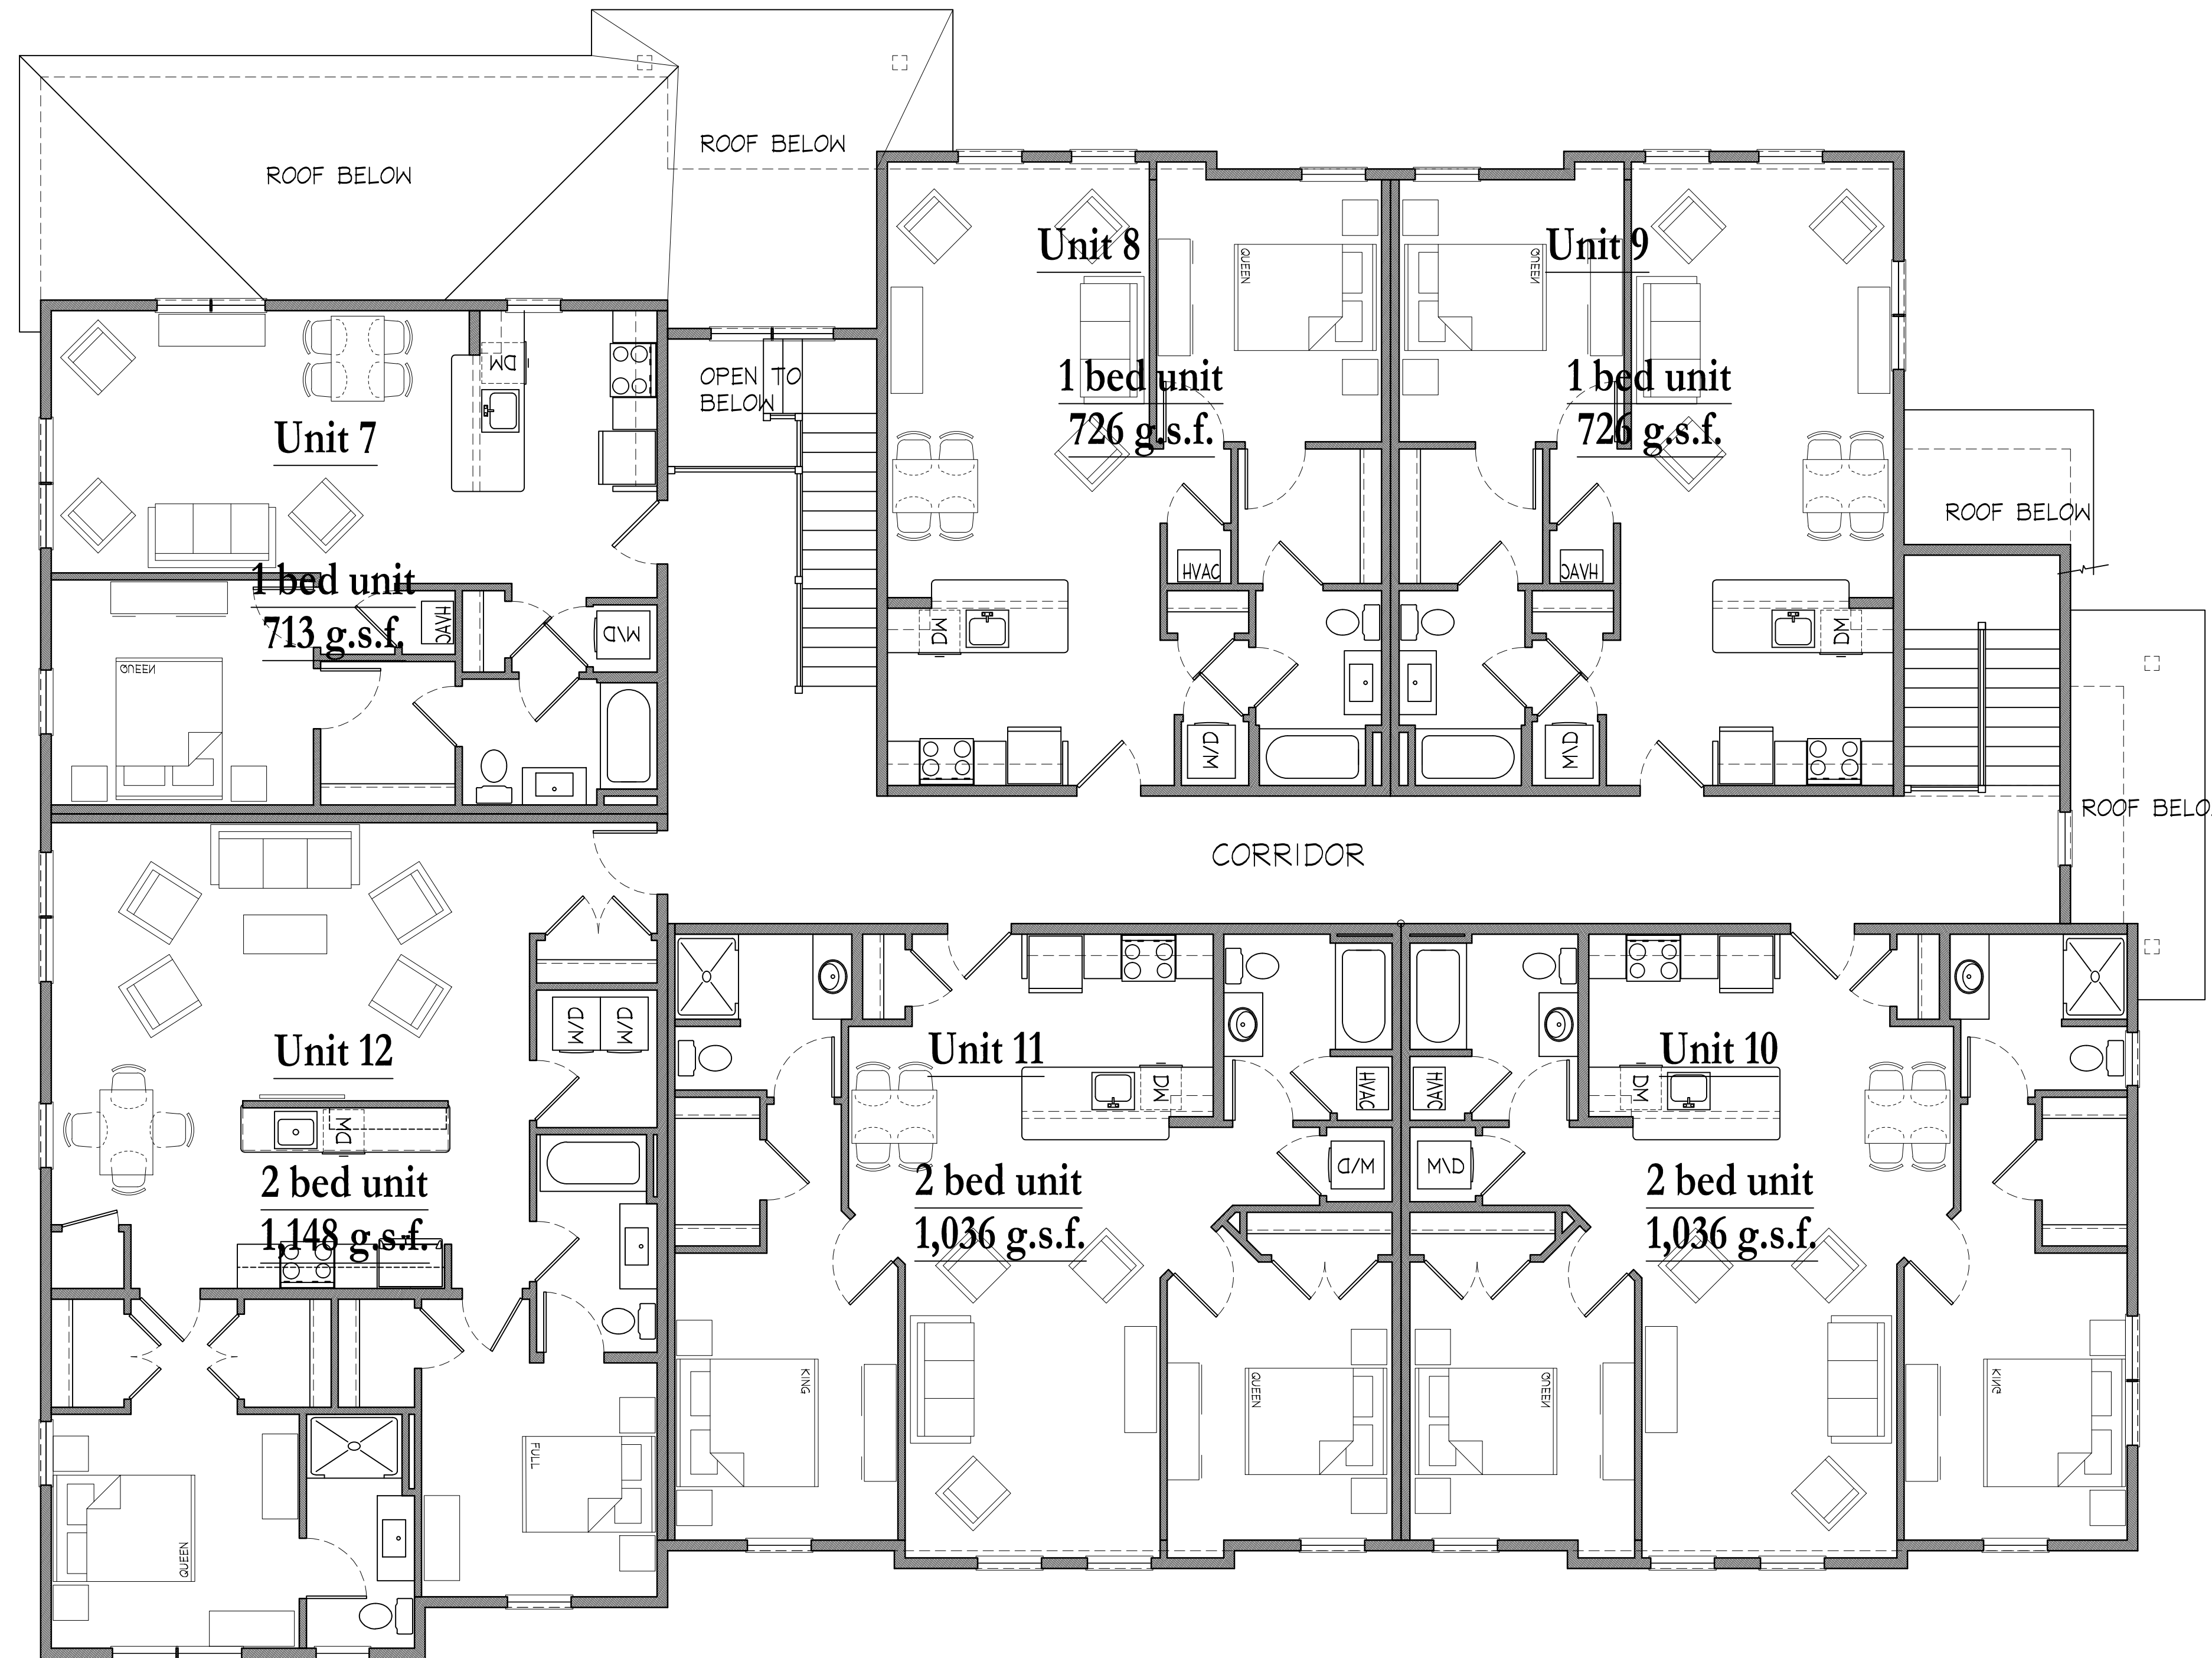 ROOF BELOW
ROOF BELOW
Unit 8
Unit 9
QUEEN
QUEEN
OPEN TO
BELOW
DW
1 bed unit
726 g.s.f.
1 bed unit
726 g.s.f.
Unit 7
ROOF BELOW
HVAC
HVAC
1 bed unit
713 g.s.f.
HVAC
W/D
DW
DW
QUEEN
W/D
W/D
ROOF BELO
CORRIDOR
W/D
W/D
Unit 12
Unit 11
Unit 10
DW
HVAC
HVAC
DW
DW
2 bed unit
1,148 g.s.f.
2 bed unit
1,036 g.s.f.
W/D
W/D
2 bed unit
1,036 g.s.f.
KING
QUEEN
QUEEN
KING
FULL
QUEEN